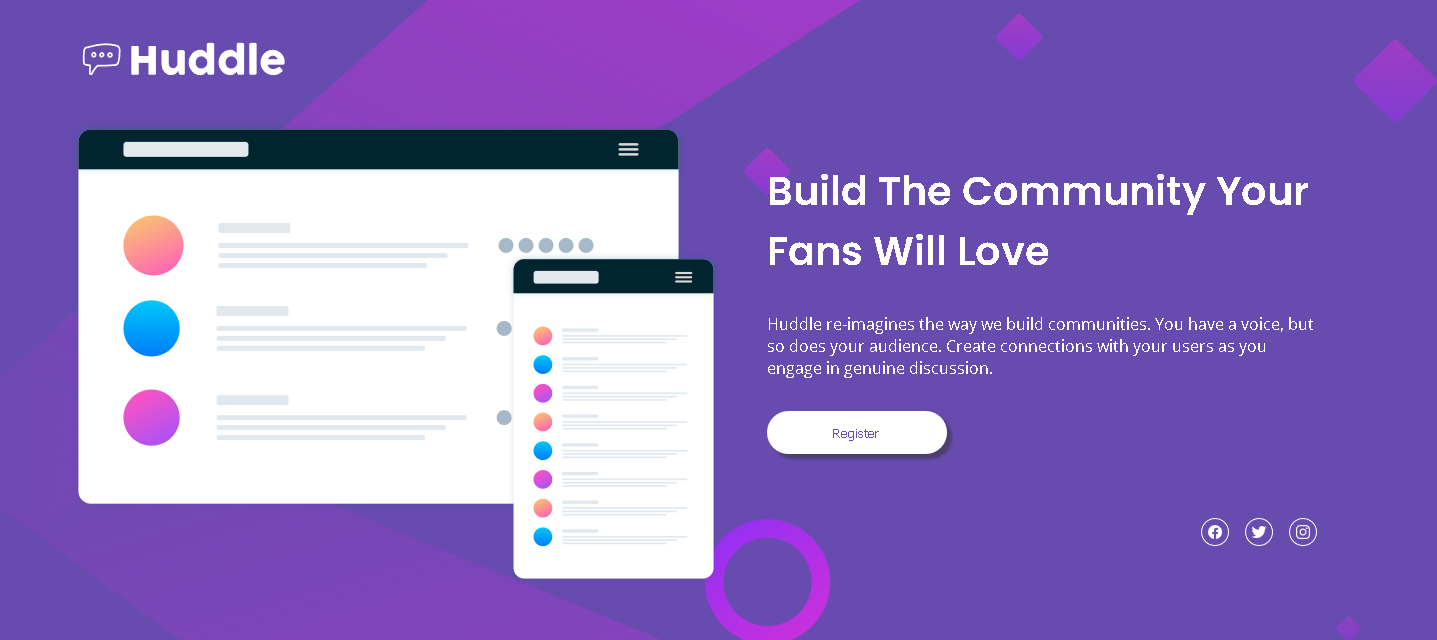 Huddle
Build The Community Your
Fans Will Love
Huddle re-imagines the way we build communities. You have a voice, but
so does your audience. Create connections with your users as you
engage in genuine discussion.
Register